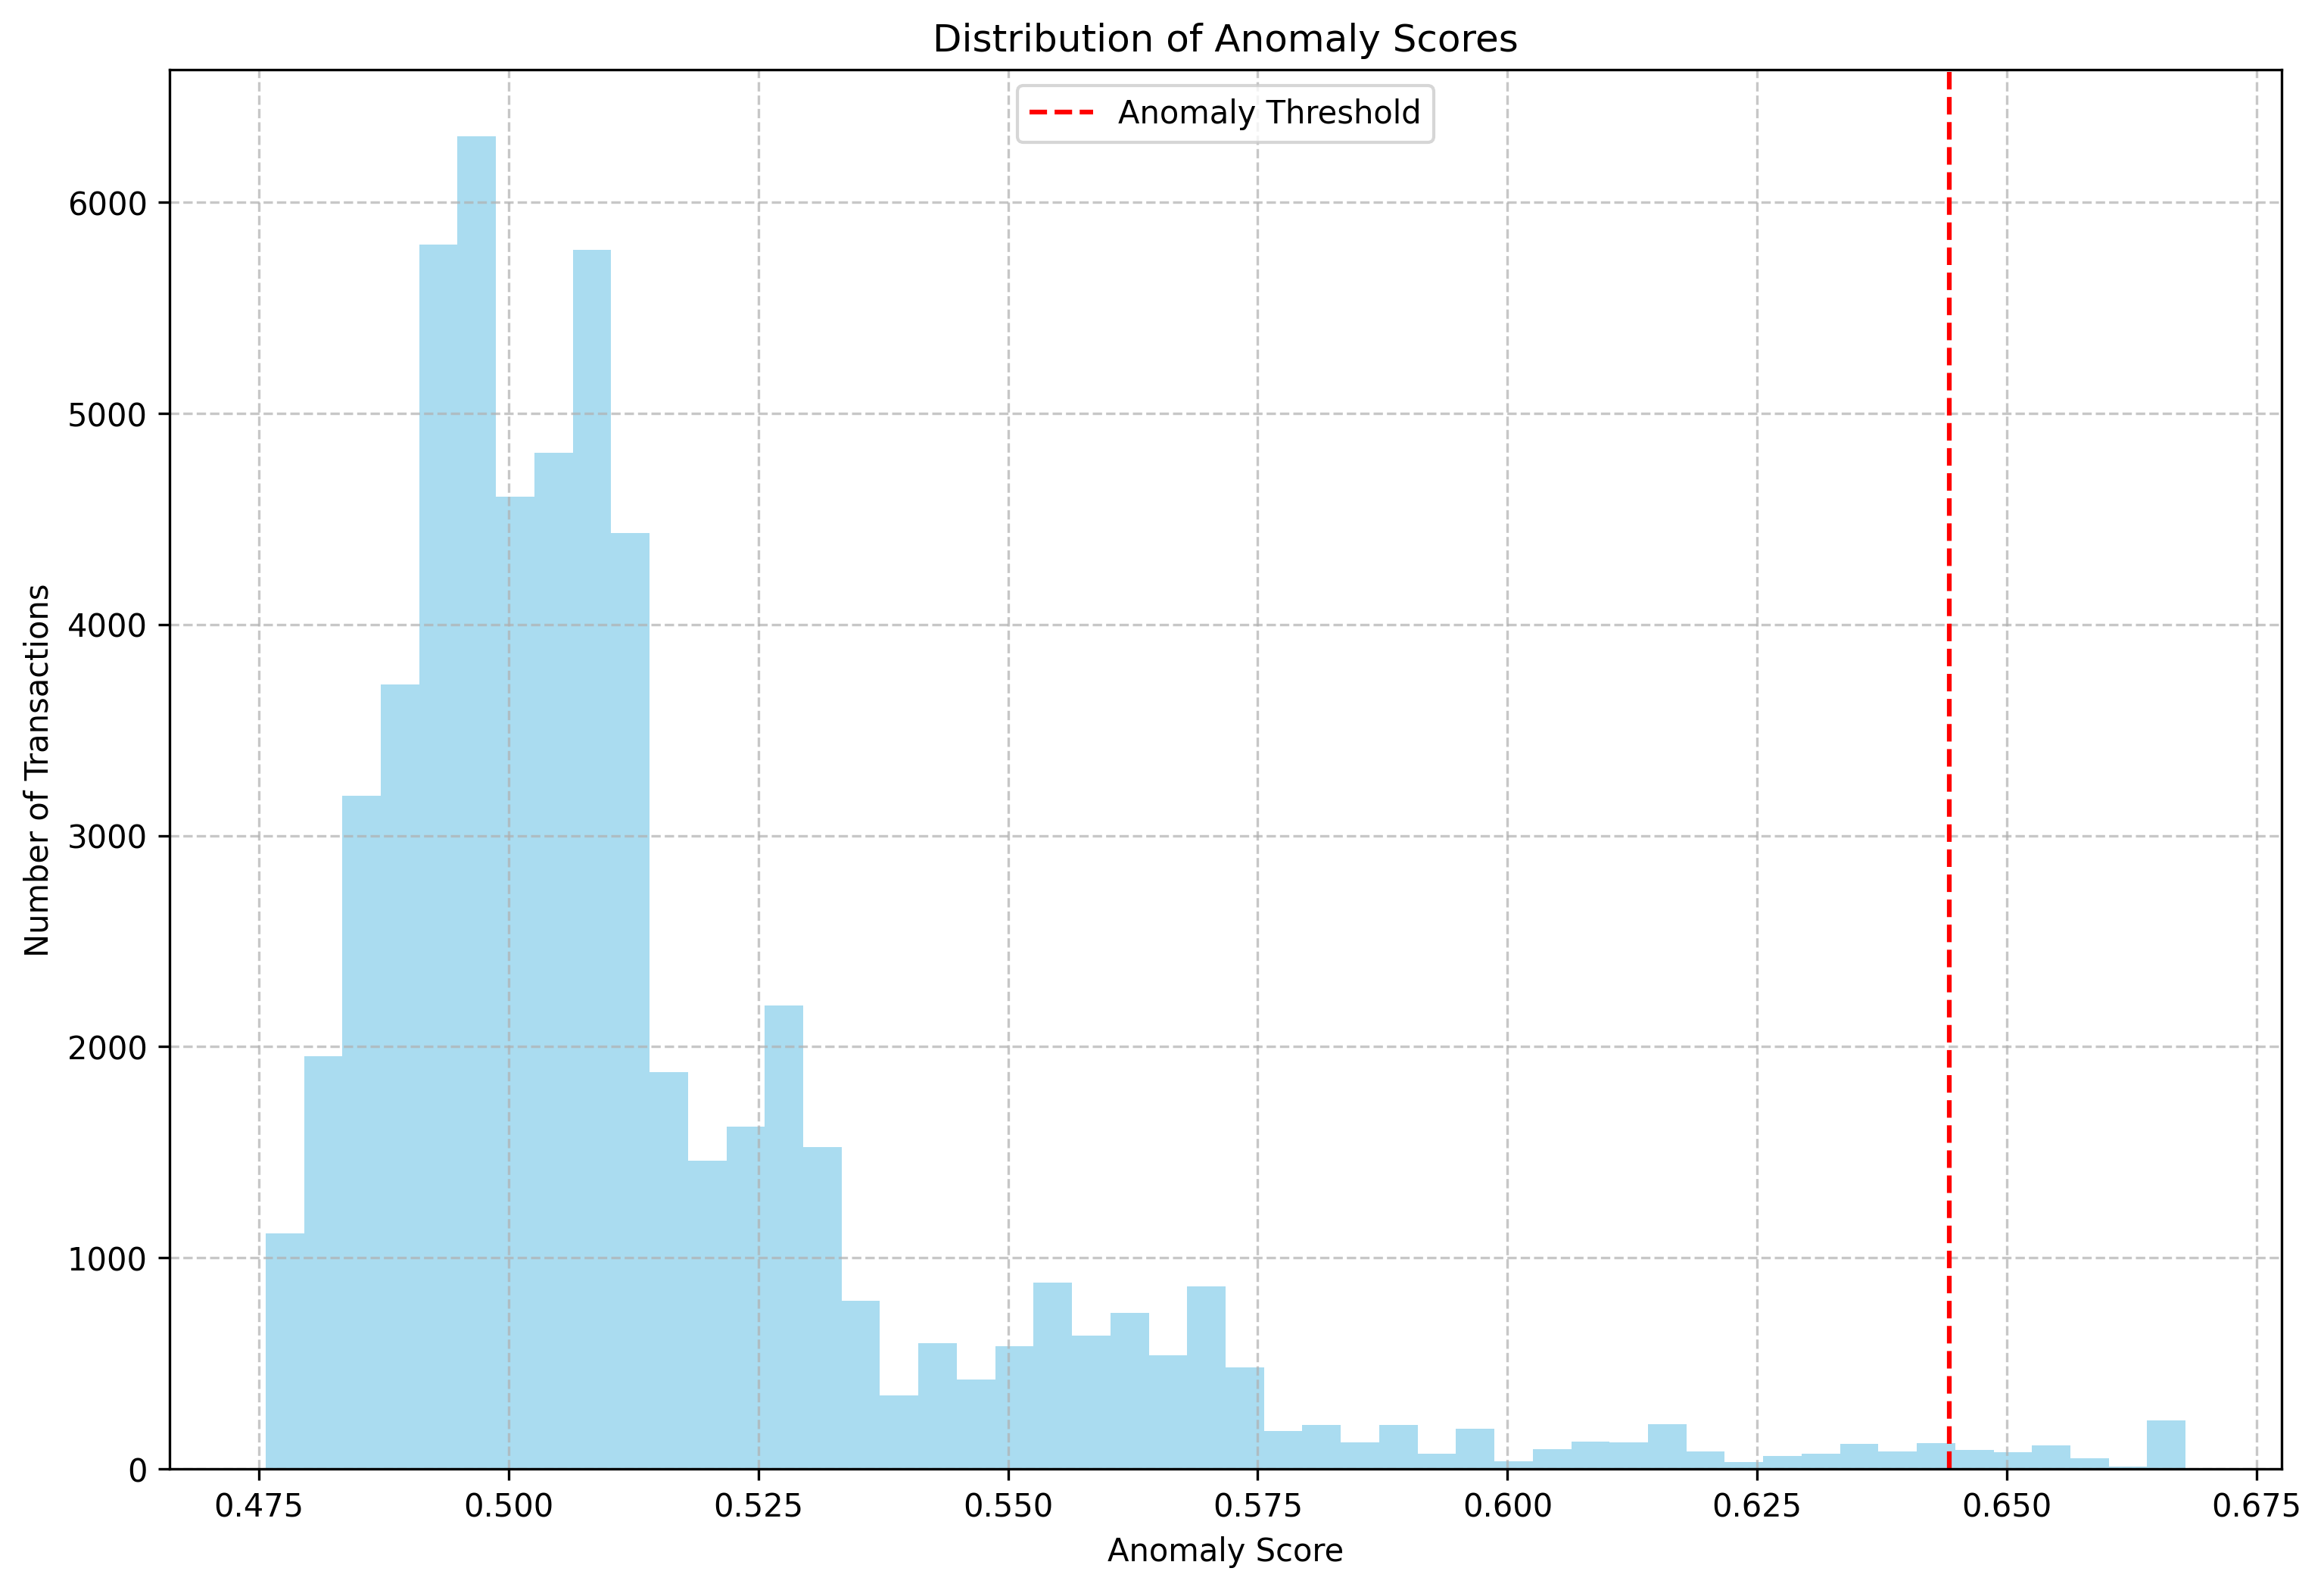 Distribution of Anomaly Scores
Anomaly Threshold
Number of Transactions
6000
5000
4000
3000
2000
1000
0
0.475 0.500 0.525 0.550 0.575 0.600 0.625 0.650 0.675
Anomaly Score